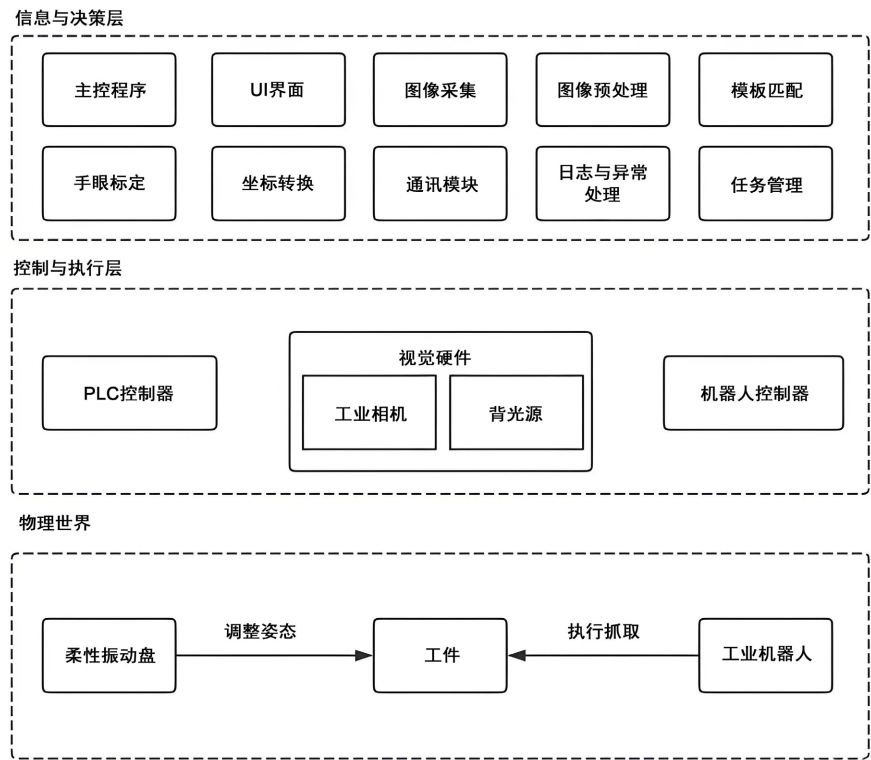 信息与决策层
主控程序
UI界面
图像采集
图像预处理
模板匹配
手眼标定
坐标转换
通讯模块
日志与异常
处理
任务管理
控制与执行层
PLC控制器
视觉硬件
工业相机
背光源
机器人控制器
物理世界
柔性振动盘
调整姿态
工件
执行抓取
工业机器人